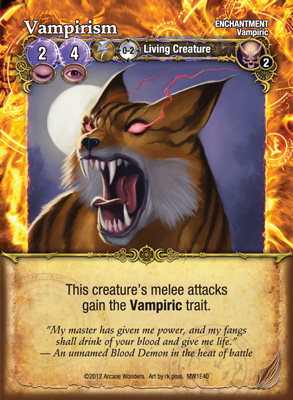 Vampirism
ENCHANTMENT
Vampiric
2 4 0-2 Living Creature 2
This creature's melee attacks
gain the Vampiric trait.
"My master has given me power, and my fangs
shall drink of your blood and give me life."
— An unnamed Blood Demon in the heat of battle
©2012 Arcane Wonders. Art by rk post. MW1E40